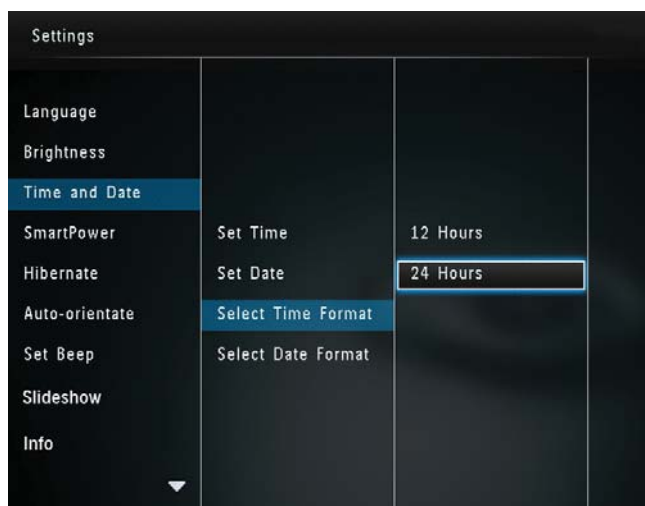 Settings
Language
Brightness
Time and Date
SmartPower
Hibernate
Auto-orientate
Set Beep
Slideshow
Info
Set Time
Set Date
Select Time Format
Select Date Format
12 Hours
24 Hours